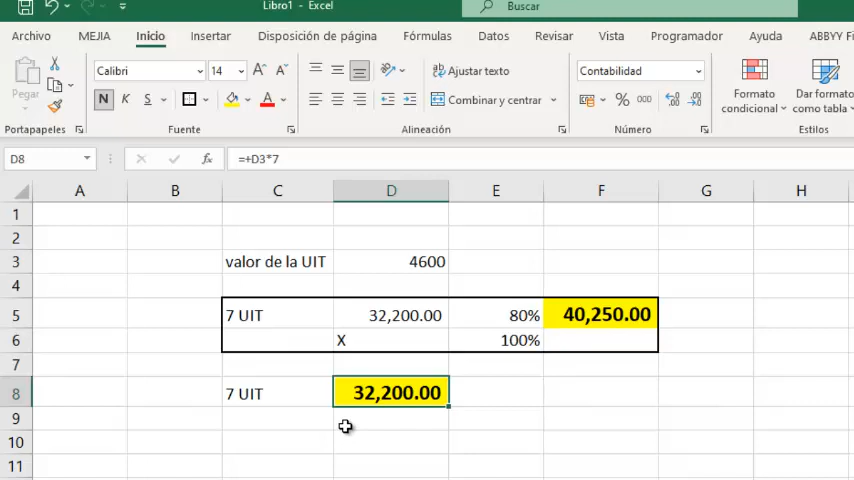 Libro1 - Excel
Buscar
Archivo MEJIA Inicio Insertar Disposición de página Fórmulas Datos Revisar Vista Programador Ayuda ABBYY Fi
Pegar
Calibri 14 A A ab Ajustar texto Contabilidad
N K S A Combinar y centrar % 000
Formato condicional
Dar formato como tabla
Portapapeles Fuente Alineación Número Estilos
D8 fx =+D3*7
A B C D E F G H
1
2
3 valor de la UIT 4600
4
5 7 UIT 32,200.00 80% 40,250.00
6 X 100%
7
8 7 UIT 32,200.00
9
10
11